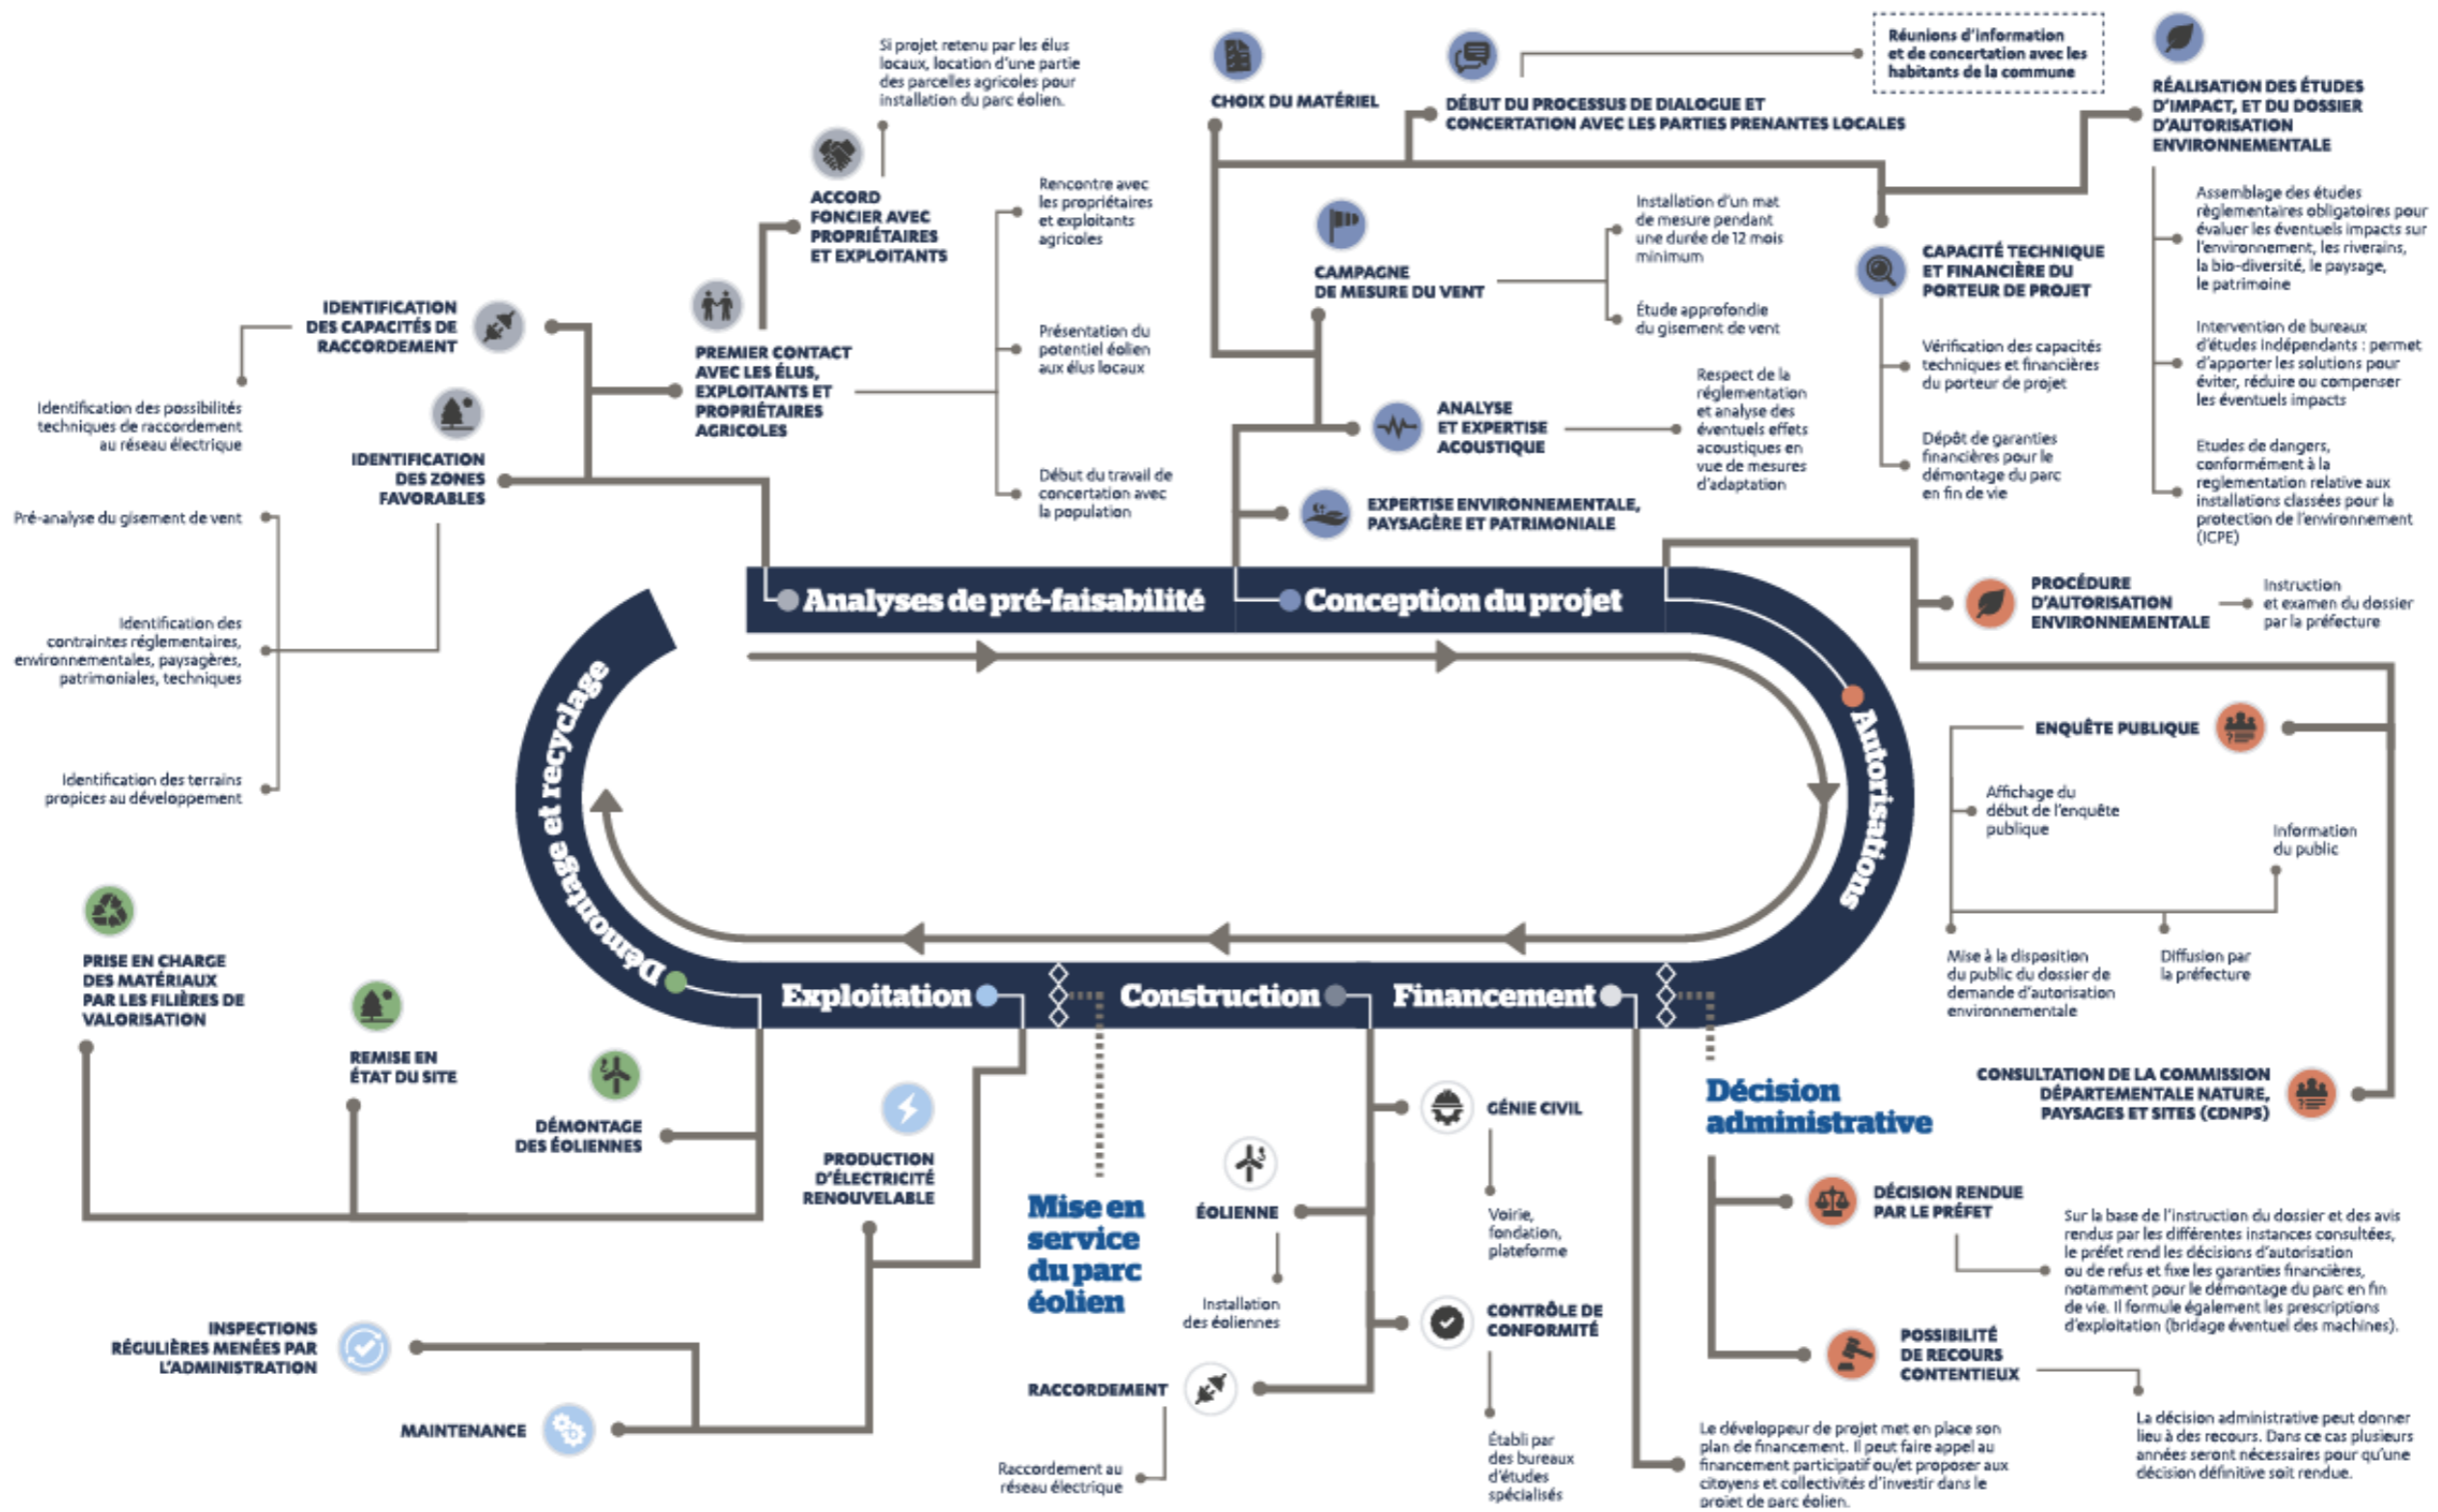 Si projet retenu par les élus
locaux, location d'une partie
des parcelles agricoles pour
installation du parc éolien.
ACCORD
FONCIER AVEC
PROPRIÉTAIRES
ET EXPLOITANTS
IDENTIFICATION
DES CAPACITÉS DE
RACCORDEMENT
Identification des possibilités
techniques de raccordement
au réseau électrique
IDENTIFICATION
DES ZONES
FAVORABLES
Pré-analyse du gisement de vent
Identification des
contraintes réglementaires,
environnementales, paysagères,
patrimoniales, techniques
Identification des terrains
propices au développement
PREMIER CONTACT
AVEC LES ÉLUS,
EXPLOITANTS ET
PROPRIÉTAIRES
AGRICOLES
Rencontre avec
les propriétaires
et exploitants
agricoles
Présentation du
potentiel éolien
aux élus locaux
Début du travail de
concertation avec
la population
CHOIX DU MATÉRIEL
DÉBUT DU PROCESSUS DE DIALOGUE ET
CONCERTATION AVEC LES PARTIES PRENANTES LOCALES
Réunions d'information
et de concertation avec les
habitants de la commune
RÉALISATION DES ÉTUDES
D'IMPACT, ET DU DOSSIER
D'AUTORISATION
ENVIRONNEMENTALE
Assemblage des études
règlementaires obligatoires pour
évaluer les éventuels impacts sur
l'environnement, les riverains,
la bio-diversité, le paysage,
le patrimoine
Intervention de bureaux
d'études indépendants : permet
d'apporter les solutions pour
éviter, réduire ou compenser
les éventuels impacts
Etudes de dangers,
conformément à la
reglementation relative aux
installations classées pour la
protection de l'environnement
(ICPE)
CAMPAGNE
DE MESURE DU VENT
Installation d'un mat
de mesure pendant
une durée de 12 mois
minimum
Étude approfondie
du gisement de vent
CAPACITÉ TECHNIQUE
ET FINANCIÈRE DU
PORTEUR DE PROJET
Vérification des capacités
techniques et financières
du porteur de projet
Dépôt de garanties
financières pour le
démontage du parc
en fin de vie
ANALYSE
ET EXPERTISE
ACOUSTIQUE
Respect de la
réglementation
et analyse des
éventuels effets
acoustiques en
vue de mesures
d'adaptation
EXPERTISE ENVIRONNEMENTALE,
PAYSAGÈRE ET PATRIMONIALE
Analyses de pré-faisabilité
Conception du projet
Autorisations
PROCÉDURE
D'AUTORISATION
ENVIRONNEMENTALE
Instruction
et examen du dossier
par la préfecture
ENQUÊTE PUBLIQUE
Affichage du
début de l'enquête
publique
Information
du public
Mise à la disposition
du public du dossier de
demande d'autorisation
environnementale
Diffusion par
la préfecture
CONSULTATION DE LA COMMISSION
DÉPARTEMENTALE NATURE,
PAYSAGES ET SITES (CDNPS)
Décision
administrative
DÉCISION RENDUE
PAR LE PRÉFET
Sur la base de l'instruction du dossier et des avis
rendus par les différentes instances consultées,
le préfet rend les décisions d'autorisation
ou de refus et fixe les garanties financières,
notamment pour le démontage du parc en fin
de vie. Il formule également les prescriptions
d'exploitation (bridage éventuel des machines).
POSSIBILITÉ
DE RECOURS
CONTENTIEUX
La décision administrative peut donner
lieu à des recours. Dans ce cas plusieurs
années seront nécessaires pour qu'une
décision définitive soit rendue.
Financement
Le développeur de projet met en place son
plan de financement. Il peut faire appel au
financement participatif ou/et proposer aux
citoyens et collectivités d'investir dans le
projet de parc éolien.
Construction
GÉNIE CIVIL
Voirie,
fondation,
plateforme
ÉOLIENNE
Installation
des éoliennes
CONTRÔLE DE
CONFORMITÉ
Établi par
des bureaux
d'études
spécialisés
RACCORDEMENT
Raccordement au
réseau électrique
Mise en
service
du parc
éolien
Exploitation
PRODUCTION
D'ÉLECTRICITÉ
RENOUVELABLE
INSPECTIONS
RÉGULIÈRES MENÉES PAR
L'ADMINISTRATION
MAINTENANCE
Démontage et recyclage
DÉMONTAGE
DES ÉOLIENNES
REMISE EN
ÉTAT DU SITE
PRISE EN CHARGE
DES MATÉRIAUX
PAR LES FILIÈRES DE
VALORISATION